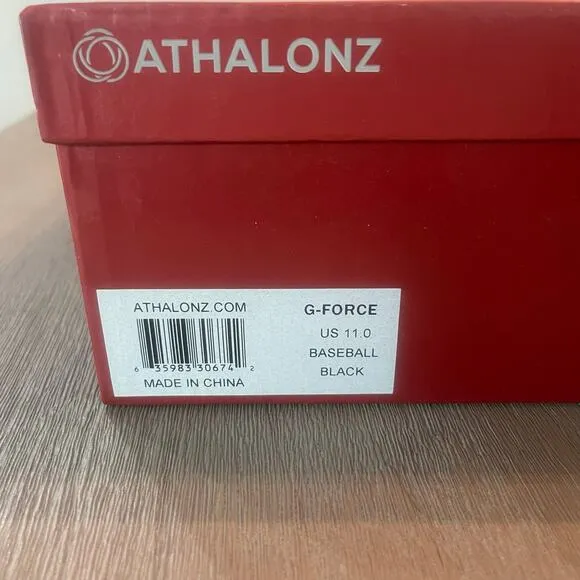 ATHALONZ
ATHALONZ.COM
6 35983 30674 2
MADE IN CHINA
G-FORCE
US 11.0
BASEBALL
BLACK